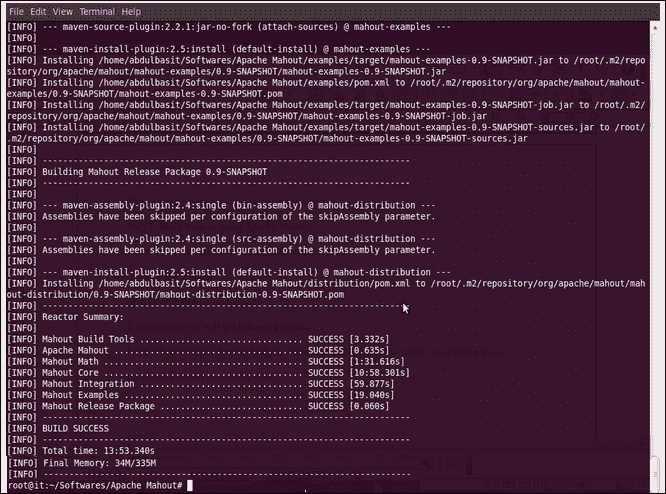 File Edit View Terminal Help
[INFO] --- maven-source-plugin:2.2.1:jar-no-fork (attach-sources) @ mahout-examples ---
[INFO]
[INFO] --- maven-install-plugin:2.5:install (default-install) @ mahout-examples ---
[INFO] Installing /home/abdulbasit/Softwares/Apache Mahout/examples/target/mahout-examples-0.9-SNAPSHOT.jar to /root/.m2/repo
sitory/org/apache/mahout/mahout-examples/0.9-SNAPSHOT/mahout-examples-0.9-SNAPSHOT.jar
[INFO] Installing /home/abdulbasit/Softwares/Apache Mahout/examples/pom.xml to /root/.m2/repository/org/apache/mahout/mahout-
examples/0.9-SNAPSHOT/mahout-examples-0.9-SNAPSHOT.pom
[INFO] Installing /home/abdulbasit/Softwares/Apache Mahout/examples/target/mahout-examples-0.9-SNAPSHOT-job.jar to /root/.m2/
repository/org/apache/mahout/mahout-examples/0.9-SNAPSHOT/mahout-examples-0.9-SNAPSHOT-job.jar
[INFO] Installing /home/abdulbasit/Softwares/Apache Mahout/examples/target/mahout-examples-0.9-SNAPSHOT-sources.jar to /root/
.m2/repository/org/apache/mahout/mahout-examples/0.9-SNAPSHOT/mahout-examples-0.9-SNAPSHOT-sources.jar
[INFO]
[INFO] ------------------------------------------------------------------------
[INFO] Building Mahout Release Package 0.9-SNAPSHOT
[INFO] ------------------------------------------------------------------------
[INFO]
[INFO] --- maven-assembly-plugin:2.4:single (bin-assembly) @ mahout-distribution ---
[INFO] Assemblies have been skipped per configuration of the skipAssembly parameter.
[INFO]
[INFO] --- maven-assembly-plugin:2.4:single (src-assembly) @ mahout-distribution ---
[INFO] Assemblies have been skipped per configuration of the skipAssembly parameter.
[INFO]
[INFO] --- maven-install-plugin:2.5:install (default-install) @ mahout-distribution ---
[INFO] Installing /home/abdulbasit/Softwares/Apache Mahout/distribution/pom.xml to /root/.m2/repository/org/apache/mahout/mah
out-distribution/0.9-SNAPSHOT/mahout-distribution-0.9-SNAPSHOT.pom
[INFO] ------------------------------------------------------------------------
[INFO] Reactor Summary:
[INFO]
[INFO] Mahout Build Tools ................................ SUCCESS [3.332s]
[INFO] Apache Mahout ..................................... SUCCESS [0.635s]
[INFO] Mahout Math ....................................... SUCCESS [1:31.616s]
[INFO] Mahout Core ....................................... SUCCESS [10:58.301s]
[INFO] Mahout Integration ................................ SUCCESS [59.877s]
[INFO] Mahout Examples ................................... SUCCESS [19.040s]
[INFO] Mahout Release Package ............................ SUCCESS [0.060s]
[INFO] ------------------------------------------------------------------------
[INFO] BUILD SUCCESS
[INFO] ------------------------------------------------------------------------
[INFO] Total time: 13:53.340s
[INFO] Final Memory: 34M/335M
[INFO] ------------------------------------------------------------------------
root@it:~/Softwares/Apache Mahout#